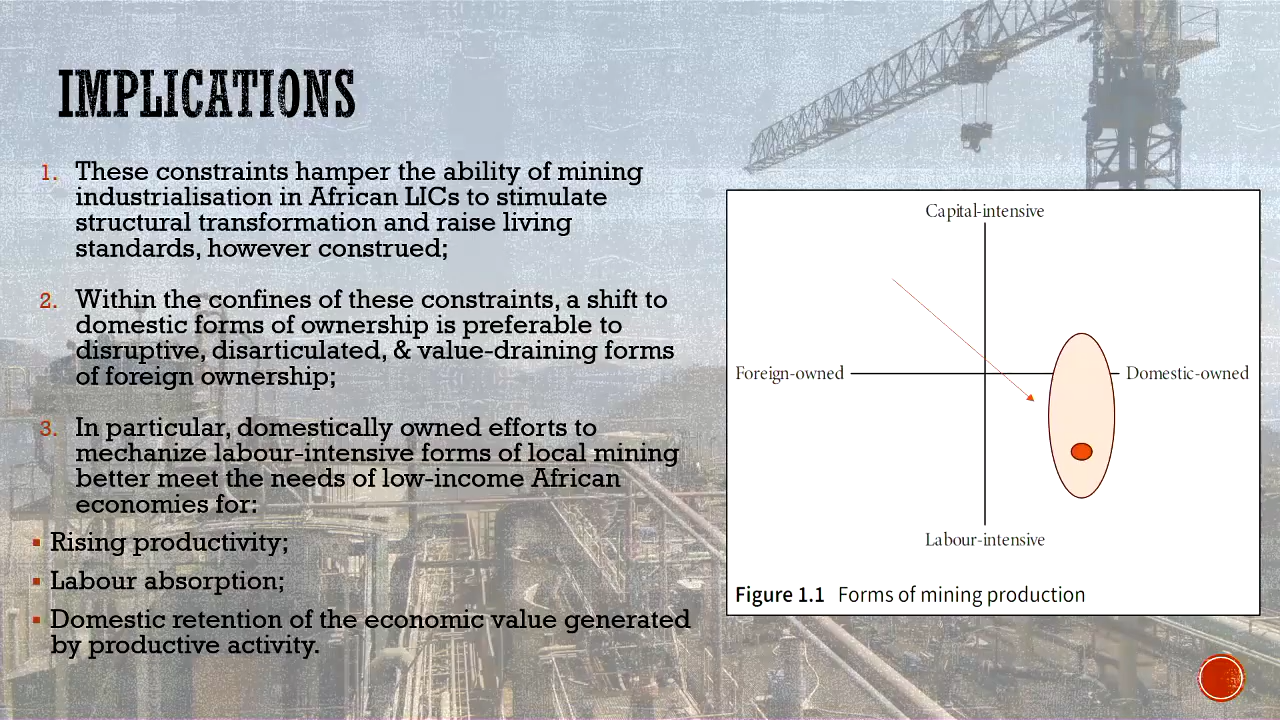 IMPLICATIONS
1. These constraints hamper the ability of mining
industrialisation in African LICs to stimulate
structural transformation and raise living
standards, however construed;
2. Within the confines of these constraints, a shift to
domestic forms of ownership is preferable to
disruptive, disarticulated, & value-draining forms
of foreign ownership;
3. In particular, domestically owned efforts to
mechanize labour-intensive forms of local mining
better meet the needs of low-income African
economies for:
▪ Rising productivity;
▪ Labour absorption;
▪ Domestic retention of the economic value generated
by productive activity.
Capital-intensive
Foreign-owned
Domestic-owned
Labour-intensive
Figure 1.1 Forms of mining production